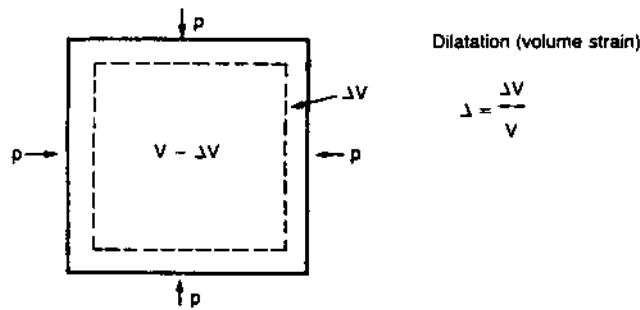 p
Dilatation (volume strain)
ΔV
Δ = ΔV
V
p
V - ΔV
p
p